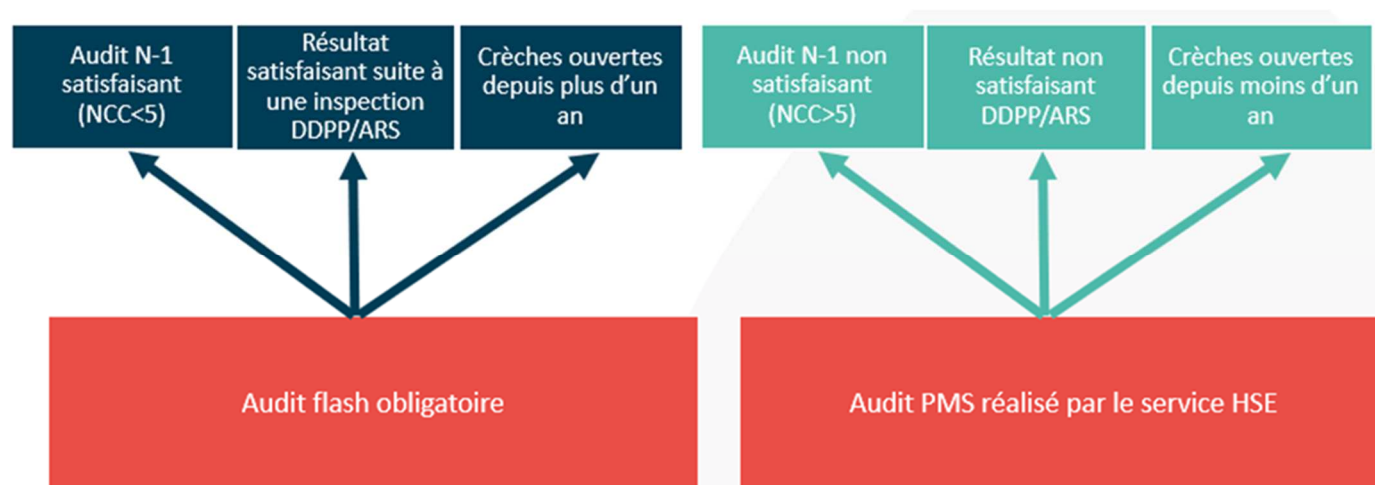 Audit N-1
satisfaisant
(NCC<5)
Résultat
satisfaisant suite à
une inspection
DDPP/ARS
Crèches ouvertes
depuis plus d'un
an
Audit N-1 non
satisfaisant
(NCC>5)
Résultat non
satisfaisant
DDPP/ARS
Crèches ouvertes
depuis moins d'un
an
Audit flash obligatoire
Audit PMS réalisé par le service HSE